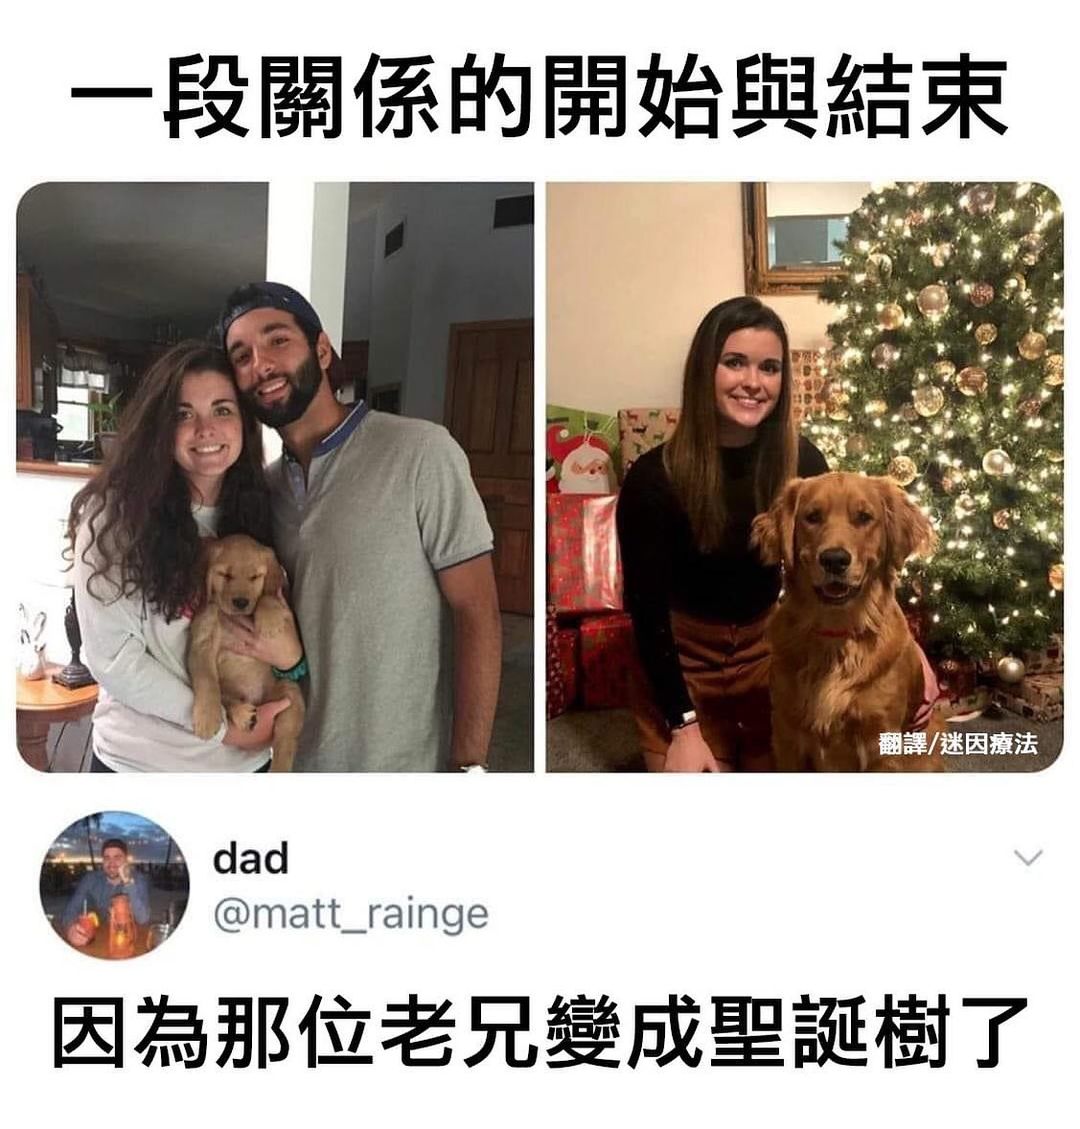 一段關係的開始與結束
翻譯/迷因療法
dad
@matt_rainge
因為那位老兄變成聖誕樹了